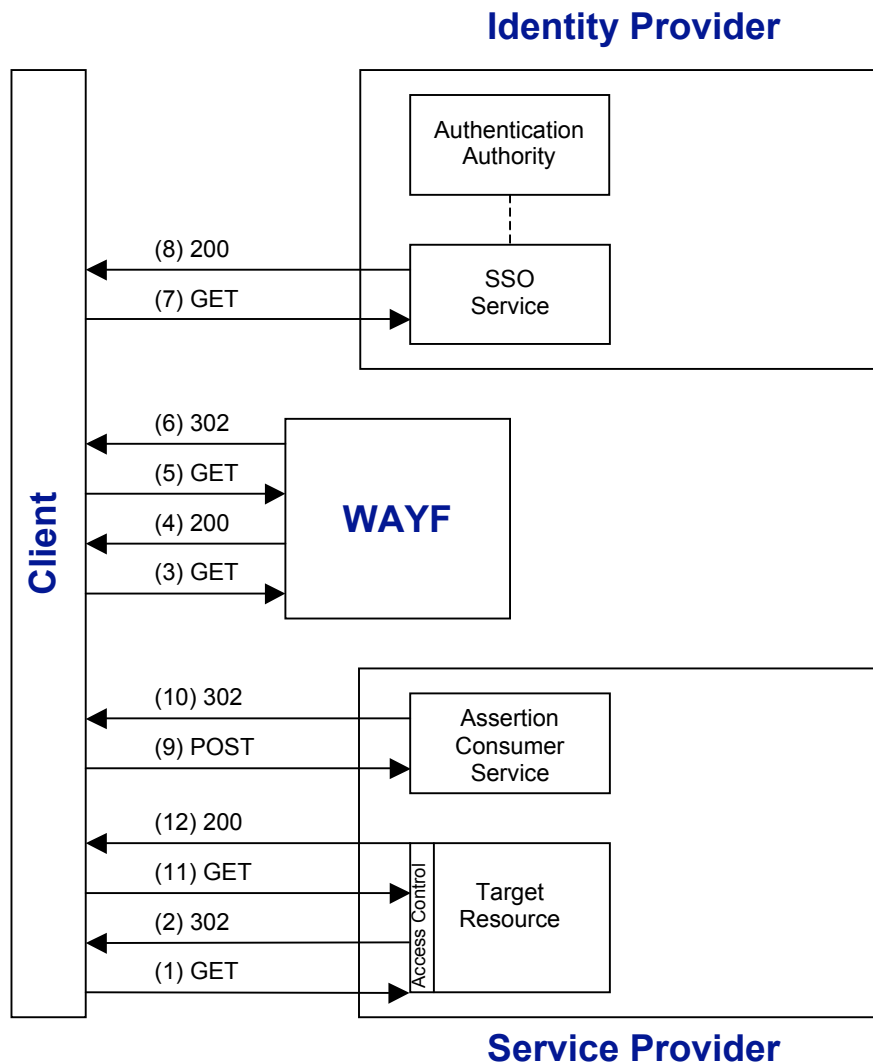 Identity Provider
Authentication
Authority
(8) 200
SSO
Service
(7) GET
(6) 302
(5) GET
WAYF
(4) 200
(3) GET
Client
(10) 302
Assertion
Consumer
Service
(9) POST
(12) 200
(11) GET
Access Control
Target
Resource
(2) 302
(1) GET
Service Provider